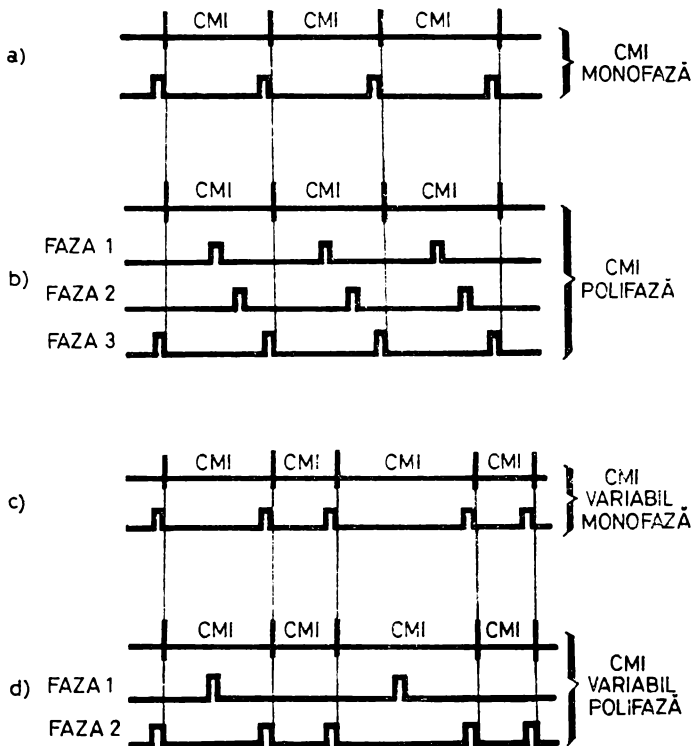 CMI CMI CMI
a)
CMI
MONOFAZĂ
CMI CMI CMI
FAZA 1
b)
FAZA 2
FAZA 3
CMI
POLIFAZĂ
CMI CMI CMI CMI
c)
CMI
VARIABIL
MONOFAZĂ
CMI CMI CMI CMI
d) FAZA 1
FAZA 2
CMI
VARIABIL
POLIFAZĂ